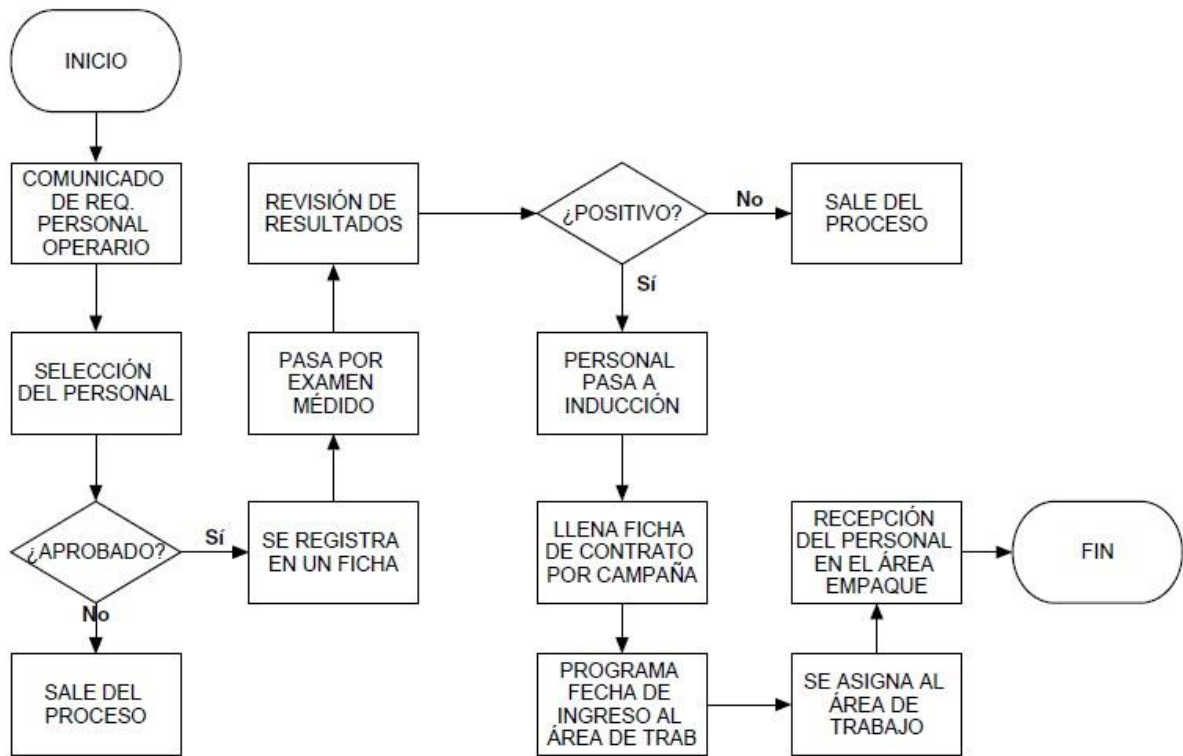 INICIO
COMUNICADO
DE REQ.
PERSONAL
OPERARIO
SELECCIÓN
DEL PERSONAL
¿APROBADO?
No
SALE DEL
PROCESO
Sí
SE REGISTRA
EN UN FICHA
PASA POR
EXAMEN
MÉDIDO
REVISIÓN DE
RESULTADOS
¿POSITIVO?
No
SALE DEL
PROCESO
Sí
PERSONAL
PASA A
INDUCCIÓN
LLENA FICHA
DE CONTRATO
POR CAMPAÑA
PROGRAMA
FECHA DE
INGRESO AL
ÁREA DE TRAB
SE ASIGNA AL
ÁREA DE
TRABAJO
RECEPCIÓN
DEL PERSONAL
EN EL ÁREA
EMPAQUE
FIN